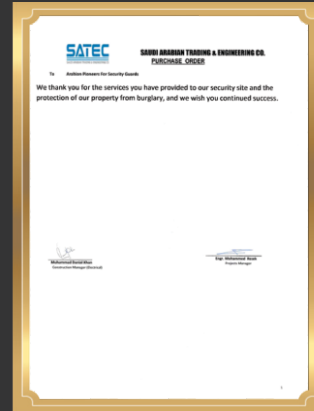 SATEC
SAUDI ARABIAN TRADING & ENGINEERING CO.
PURCHASE ORDER
To Arabian Pioneers for Security Guards
We thank you for the services you have provided to our security site and the
protection of our property from burglary, and we wish you continued success.
Mohammed
Construction Manager (Electrical)
Engr. Mohammed
Projects Manager